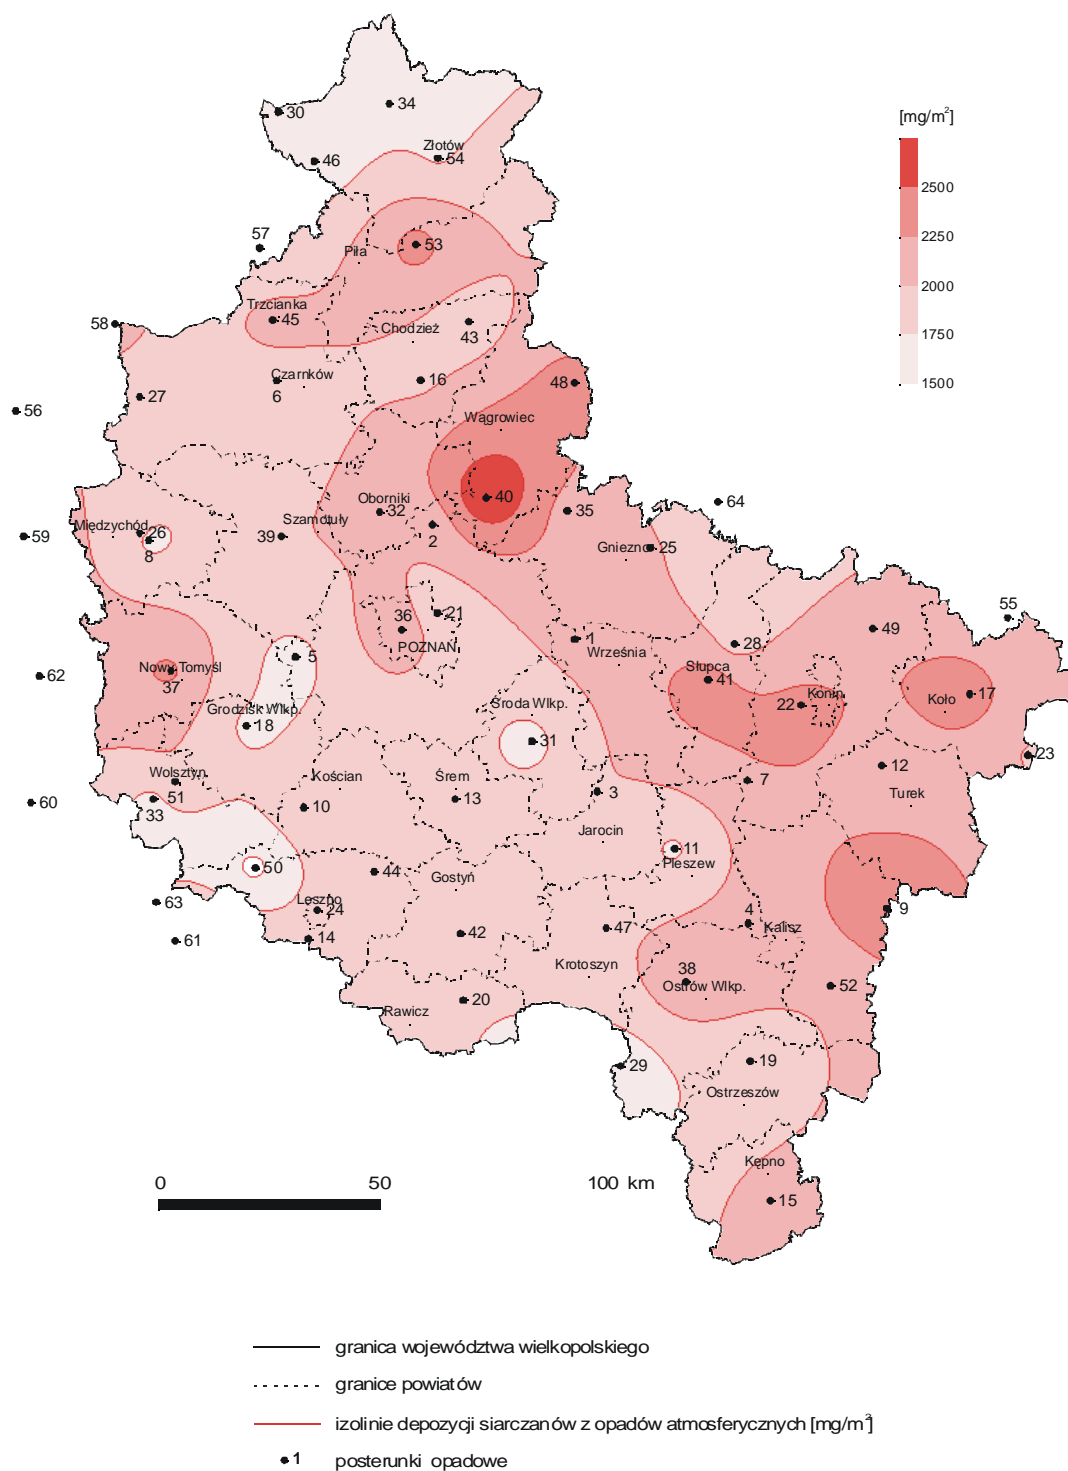 34
[mg/m²]
30
Złotów
54
46
2500
2250
57
53
Piła
2000
Trzcianka
45
58
Chodzież
43
1750
Czarnków
6
16
48
1500
27
56
Wągrowiec
40
Oborniki
32
35
64
Międzychód
26
8
59
Szamotuły
39
2
Gniezno
25
36
21
55
POZNAŃ
1
Września
28
49
5
Nowy Tomyśl
37
62
Słupca
41
Konin
22
Koło
17
Grodzisk Wlkp.
18
Środa Wlkp.
31
23
Wolsztyn
51
33
60
Kościan
10
Śrem
13
3
7
12
Turek
Jarocin
11
Pleszew
50
44
Gostyń
63
Leszno
24
14
61
42
47
4
Kalisz
9
Krotoszyn
38
Ostrów Wlkp.
52
Rawicz
20
29
19
Ostrzeszów
Kępno
15
0 50 100 km
granica województwa wielkopolskiego
granice powiatów
izolinie depozycji siarczanów z opadów atmosferycznych [mg/m²]
1 posterunki opadowe